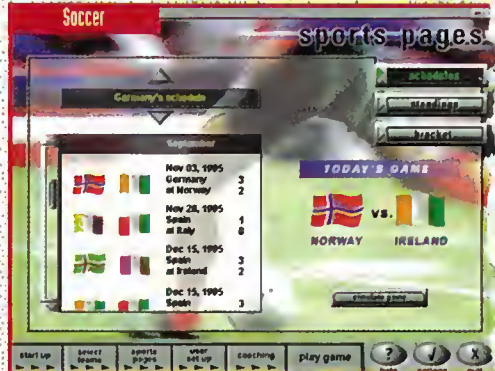 Soccer
sports pages
Germany's schedule
schedules
standings
bracket
September
Nov 03, 1995
Germany 3
at Norway 2
Nov 28, 1995
Spain 1
at Italy
Dec 15, 1995
Spain 3
at Ireland 2
Dec 15, 1995
Spain 3
TODAY'S GAME
NORWAY vs. IRELAND
simulate game
start up
select teams
sports pages
user set up
coaching
play game
?
X